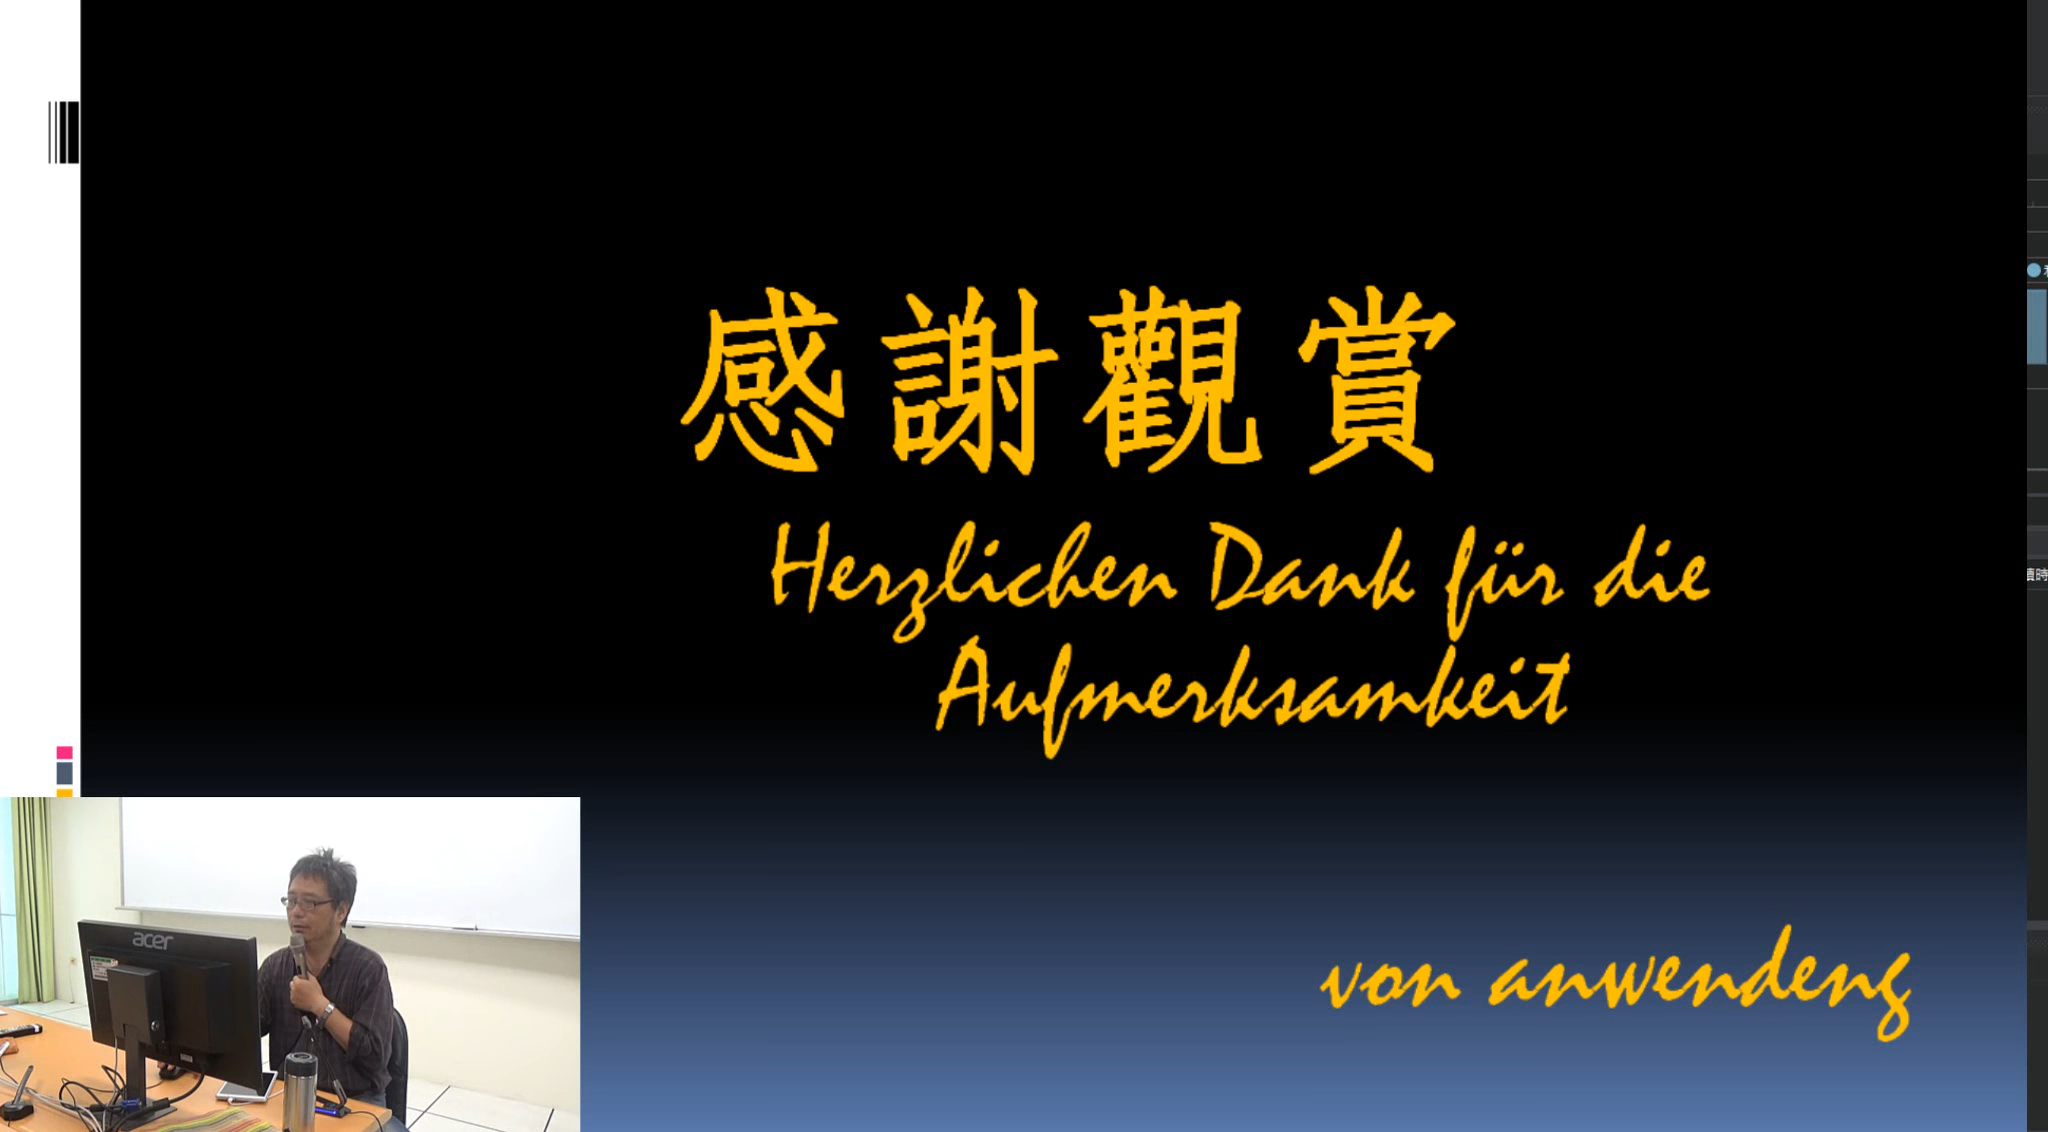 感謝觀賞
Herzlichen Dank für die
Aufmerksamkeit
von anwendeng
acer